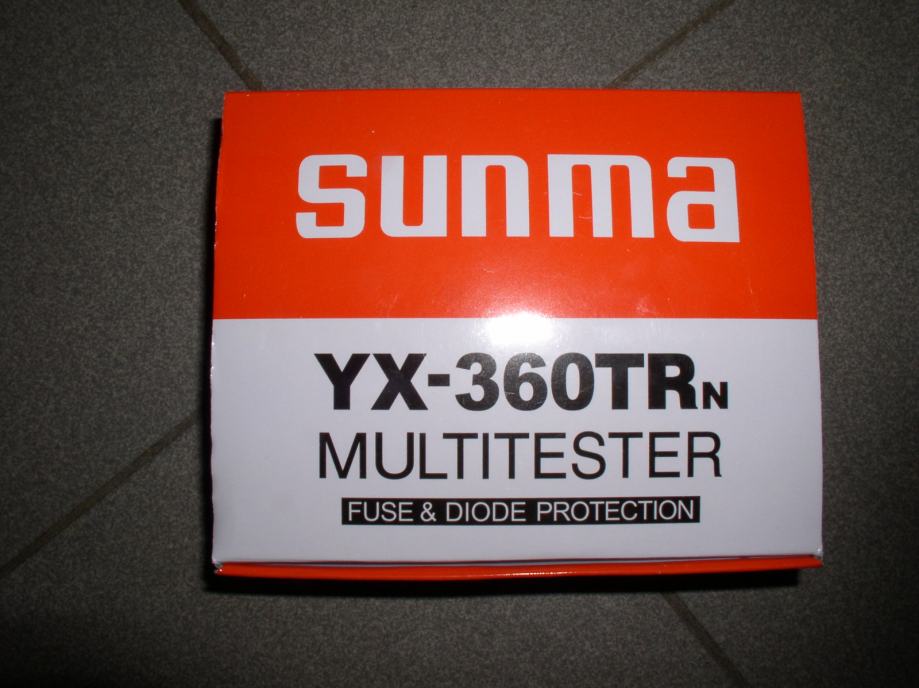 sunma
YX-360TRN
MULTITESTER
FUSE & DIODE PROTECTION